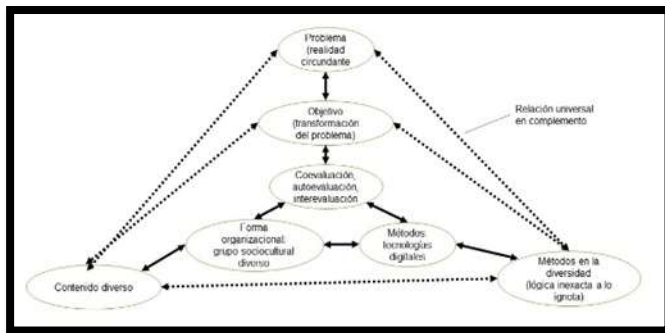 Problema
(realidad
circundante
Objetivo
(transformación
del problema)
Relación universal
en complemento
Coevaluación,
autoevaluación,
interevaluación
Forma
organizacional:
grupo sociocultural
diverso
Métodos:
tecnologías
digitales
Contenido diverso
Métodos en la
diversidad
(lógica inexacta a lo
ignota)